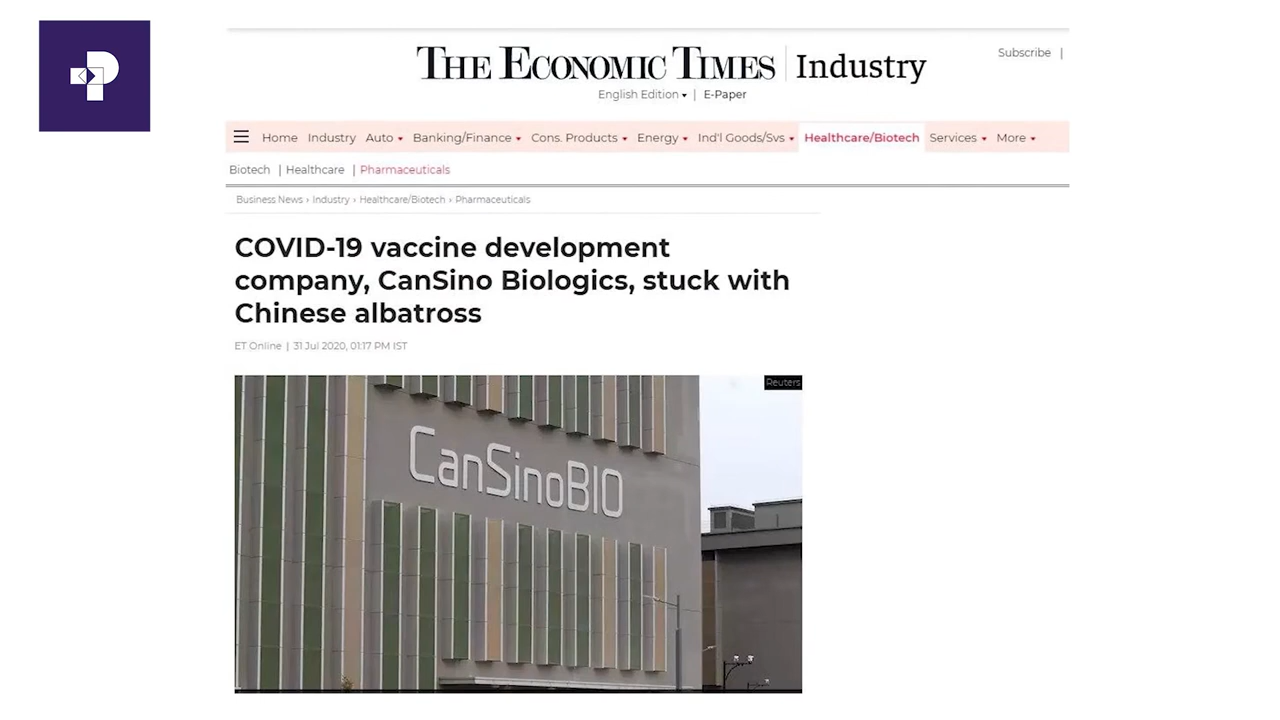 THE ECONOMIC TIMES | Industry
Subscribe |
English Edition | E-Paper
Home Industry Auto Banking/Finance Cons. Products Energy Ind'l Goods/Svs Healthcare/Biotech Services More
Biotech | Healthcare | Pharmaceuticals
Business News › Industry › Healthcare/Biotech › Pharmaceuticals
COVID-19 vaccine development
company, CanSino Biologics, stuck with
Chinese albatross
ET Online | 31 Jul 2020, 01:17 PM IST
Reuters
CanSinoBIO